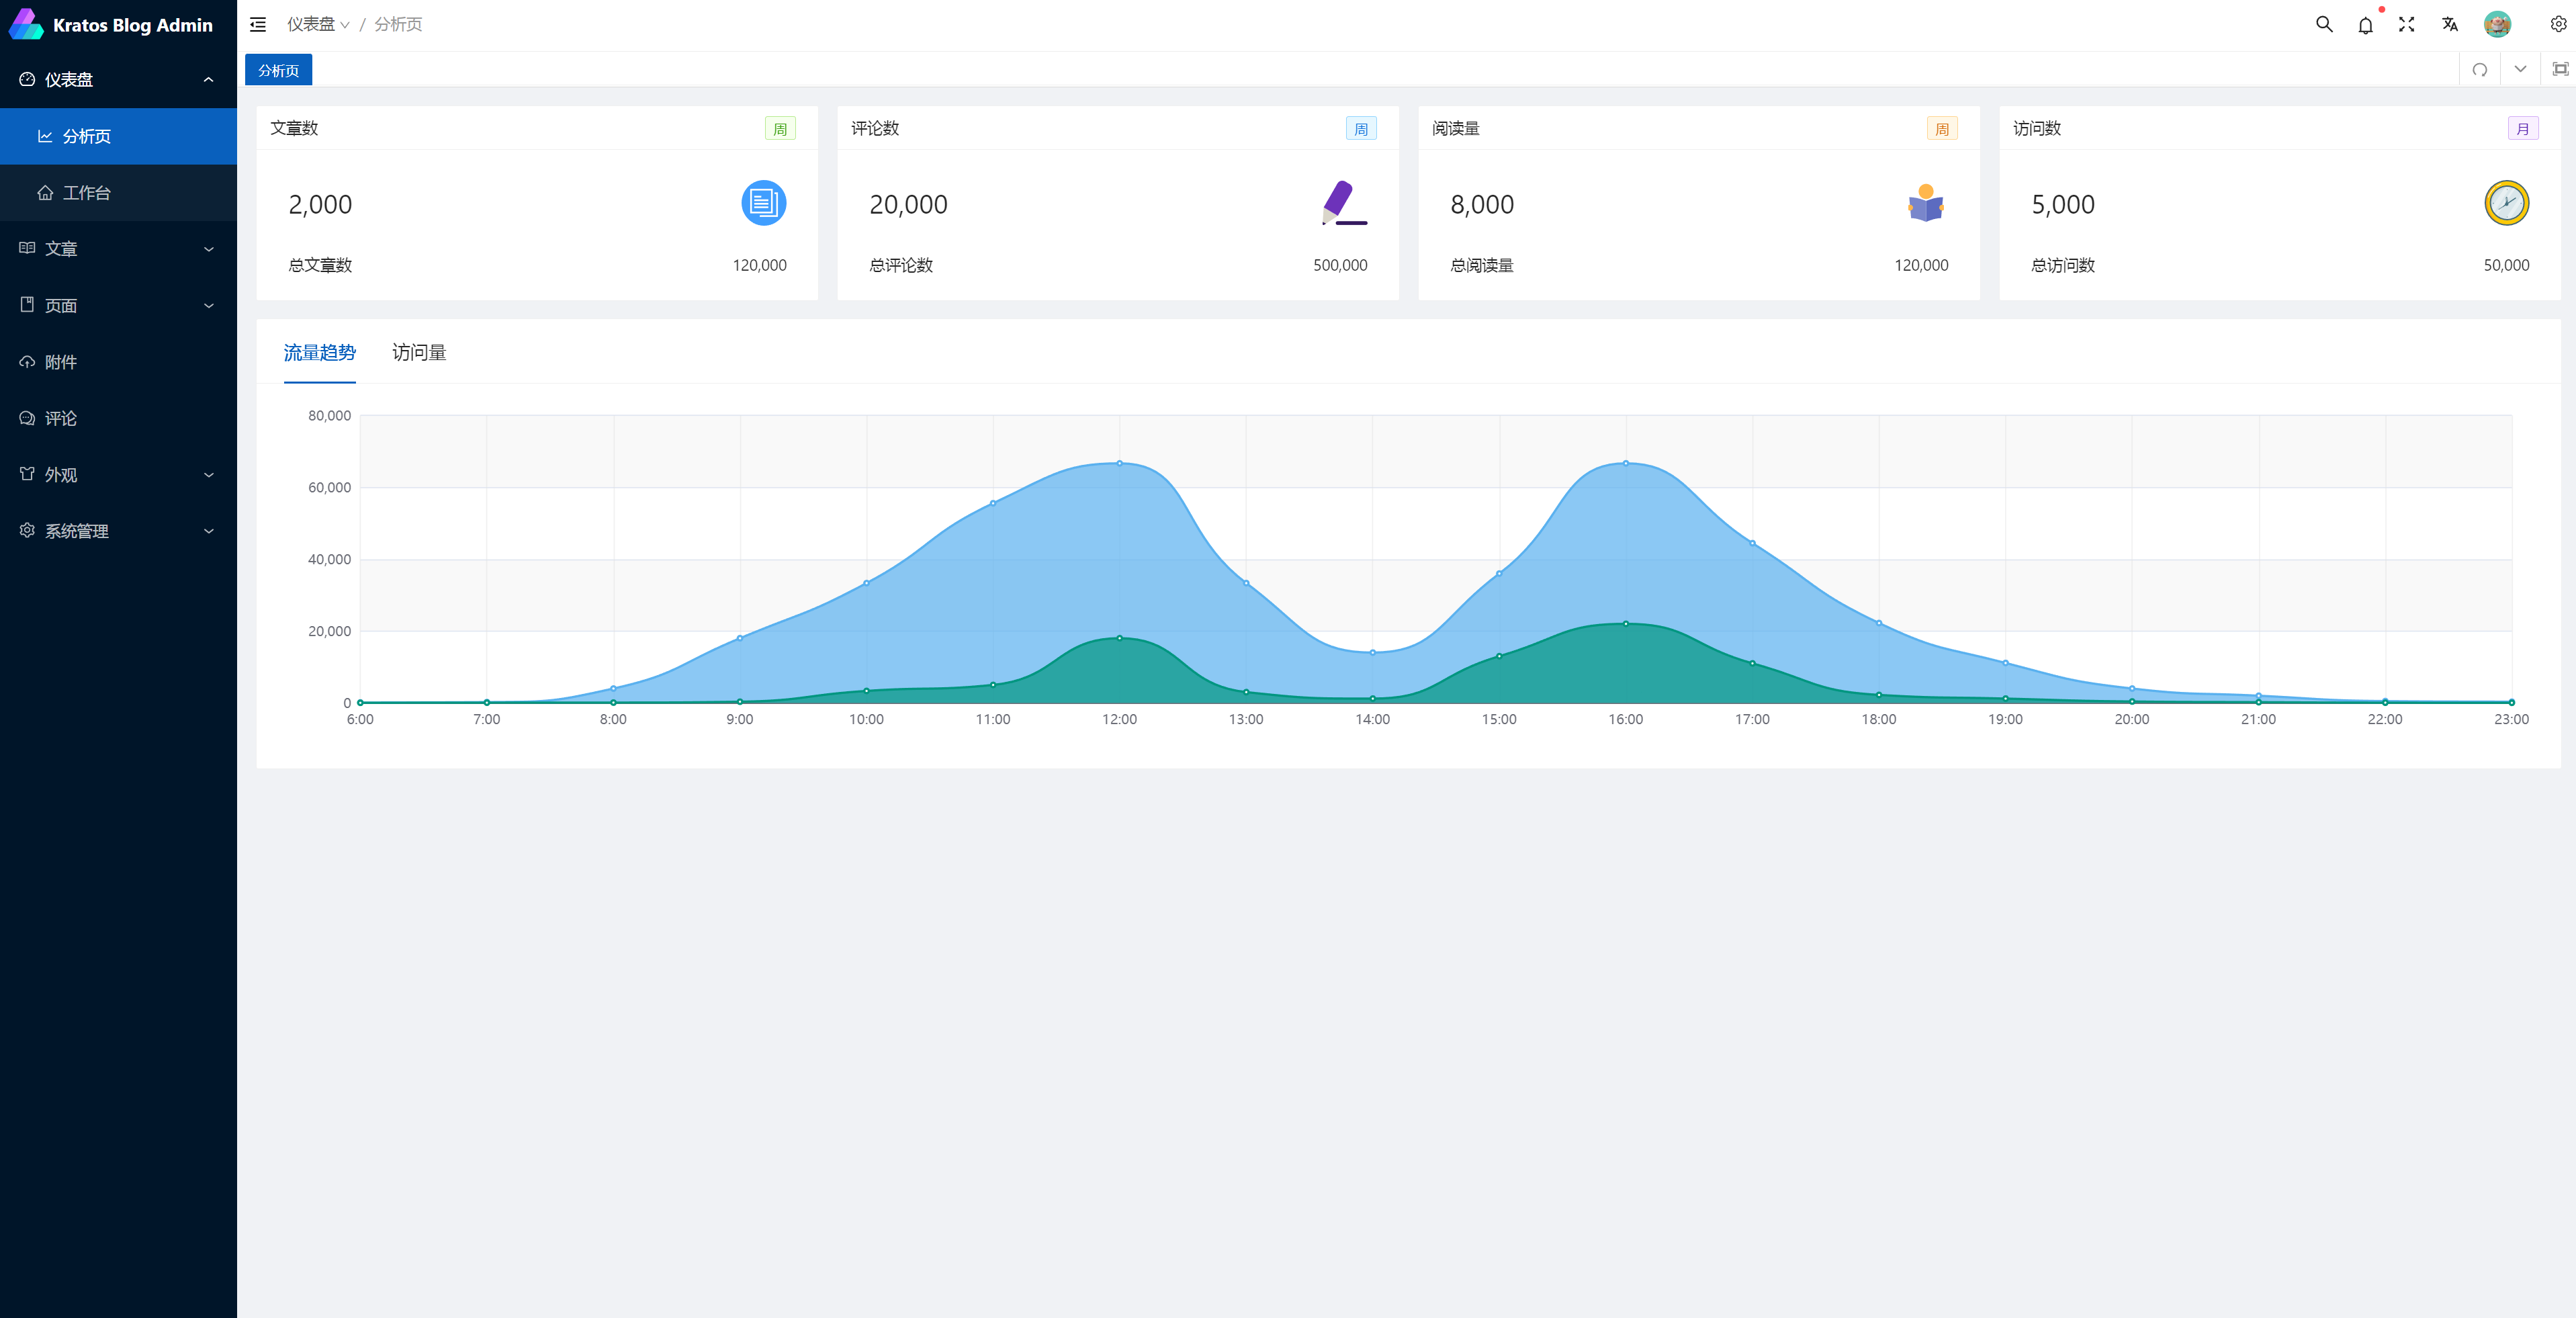 Kratos Blog Admin
仪表盘
分析页
工作台
文章
页面
附件
评论
外观
系统管理
仪表盘 / 分析页
分析页
文章数 周
2,000
总文章数 120,000
评论数 周
20,000
总评论数 500,000
阅读量 周
8,000
总阅读量 120,000
访问数 月
5,000
总访问数 50,000
流量趋势 访问量
80,000
60,000
40,000
20,000
0
6:00 7:00 8:00 9:00 10:00 11:00 12:00 13:00 14:00 15:00 16:00 17:00 18:00 19:00 20:00 21:00 22:00 23:00